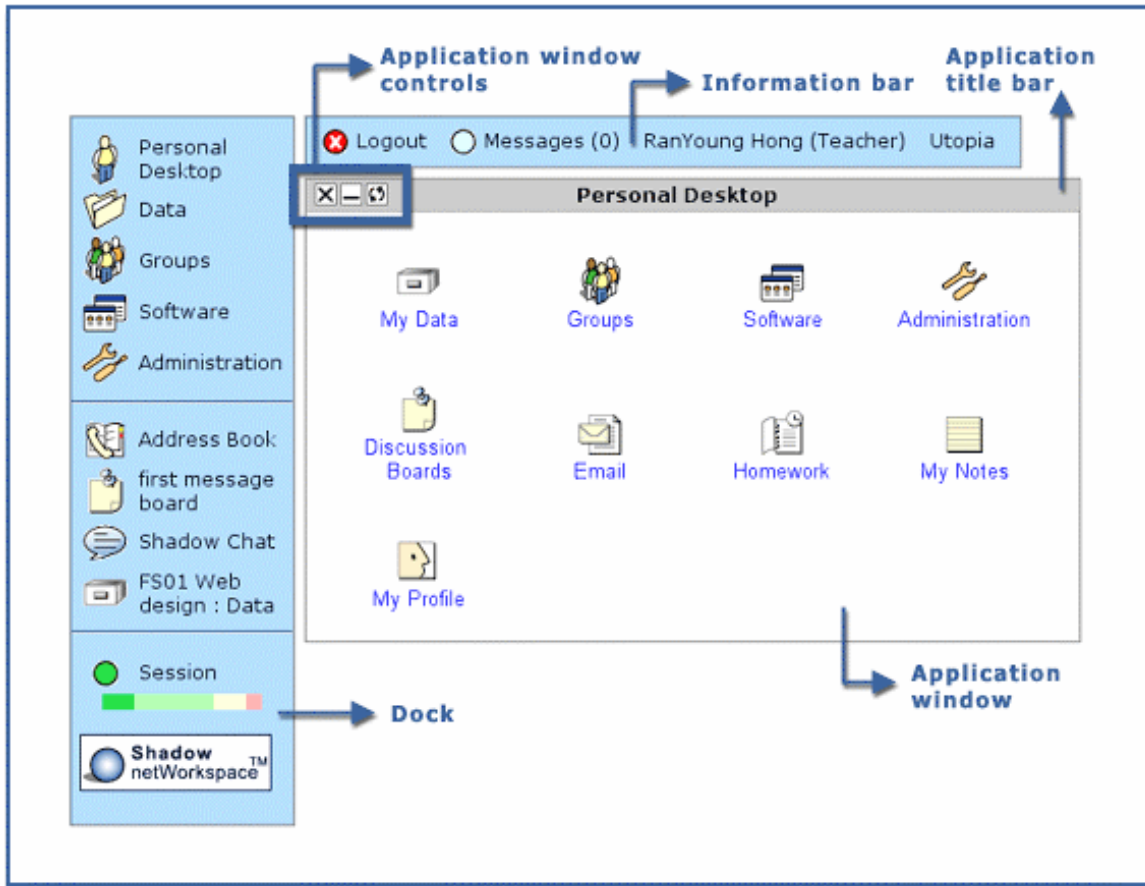 Application window
controls
Information bar
Application
title bar
Personal
Desktop
Data
Groups
Software
Administration
Address Book
first message
board
Shadow Chat
FS01 Web
design : Data
Session
Shadow
netWorkspace™
Dock
Logout Messages (0) RanYoung Hong (Teacher) Utopia
Personal Desktop
My Data Groups Software Administration
Discussion
Boards Email Homework My Notes
My Profile
Application
window